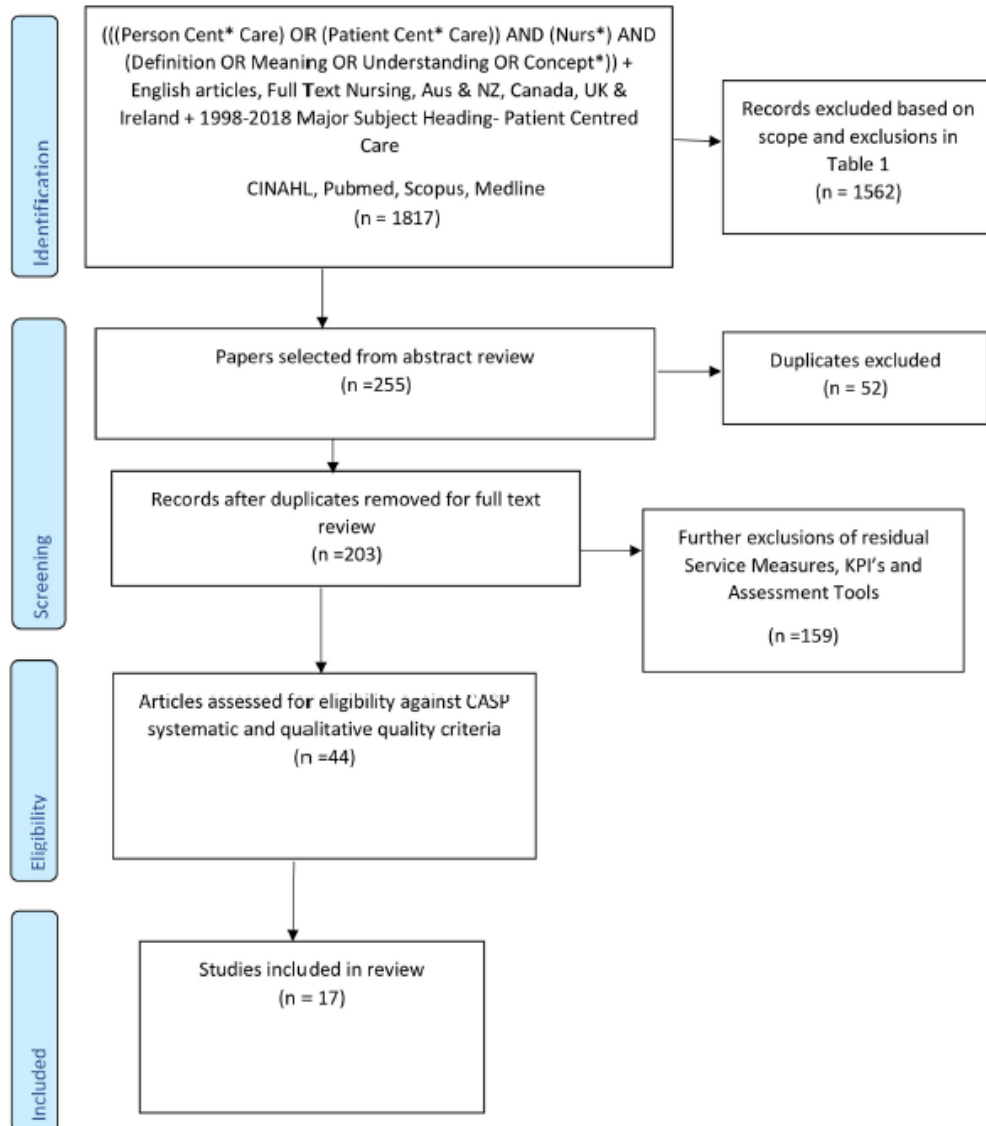 (((Person Cent* Care) OR (Patient Cent* Care)) AND (Nurs*) AND
(Definition OR Meaning OR Understanding OR Concept*)) +
English articles, Full Text Nursing, Aus & NZ, Canada, UK &
Ireland + 1998-2018 Major Subject Heading- Patient Centred
Care
CINAHL, Pubmed, Scopus, Medline
(n = 1817)
Records excluded based on
scope and exclusions in
Table 1
(n = 1562)
Identification
Papers selected from abstract review
(n =255)
Duplicates excluded
(n = 52)
Records after duplicates removed for full text
review
(n =203)
Further exclusions of residual
Service Measures, KPI's and
Assessment Tools
(n =159)
Screening
Articles assessed for eligibility against CASP
systematic and qualitative quality criteria
(n =44)
Eligibility
Studies included in review
(n = 17)
Included